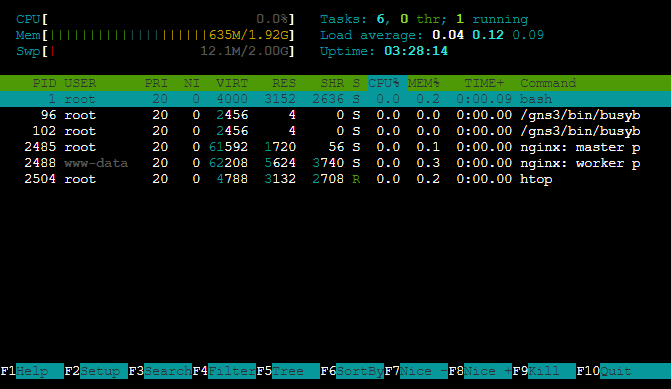 CPU[ 0.0%] Tasks: 6, 0 thr; 1 running
Mem[||||||||||||||||||||635M/1.92G] Load average: 0.04 0.12 0.09
Swp[| 12.1M/2.00G] Uptime: 03:28:14
PID USER PRI NI VIRT RES SHR S CPU% MEM% TIME+ Command
1 root 20 0 4000 3152 2636 S 0.0 0.2 0:00.09 bash
96 root 20 0 2456 4 0 S 0.0 0.0 0:00.00 /gns3/bin/busyb
102 root 20 0 2456 4 0 S 0.0 0.0 0:00.00 /gns3/bin/busyb
2485 root 20 0 61592 1720 56 S 0.0 0.1 0:00.00 nginx: master p
2488 www-data 20 0 62208 5624 3740 S 0.0 0.3 0:00.00 nginx: worker p
2504 root 20 0 4788 3132 2708 R 0.0 0.2 0:00.00 htop
F1Help F2Setup F3SearchF4FilterF5Tree F6SortByF7Nice -F8Nice +F9Kill F10Quit